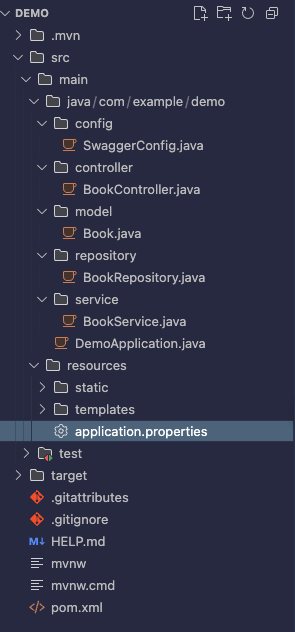 DEMO
.mvn
src
main
java/com/example/demo
config
SwaggerConfig.java
controller
BookController.java
model
Book.java
repository
BookRepository.java
service
BookService.java
DemoApplication.java
resources
static
templates
application.properties
test
target
.gitattributes
.gitignore
M↓ HELP.md
mvnw
mvnw.cmd
pom.xml